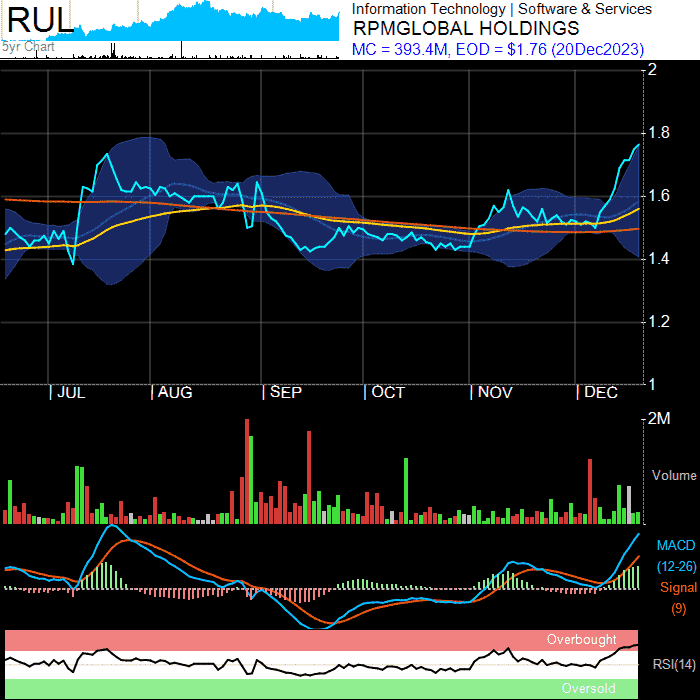 RUL
5yr Chart
Information Technology | Software & Services
RPMGLOBAL HOLDINGS
MC = 393.4M, EOD = $1.76 (20Dec2023)
2
1.8
1.6
1.4
1.2
1
| JUL | AUG | SEP | OCT | NOV | DEC
2M
Volume
MACD
(12-26)
Signal
(9)
Overbought
RSI(14)
Oversold